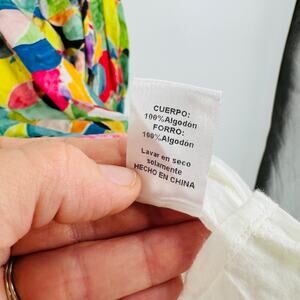 CUERPO:
100%Algodón
FORRO:
100%Algodón
Lavar en seco
solamente
HECHO EN CHINA